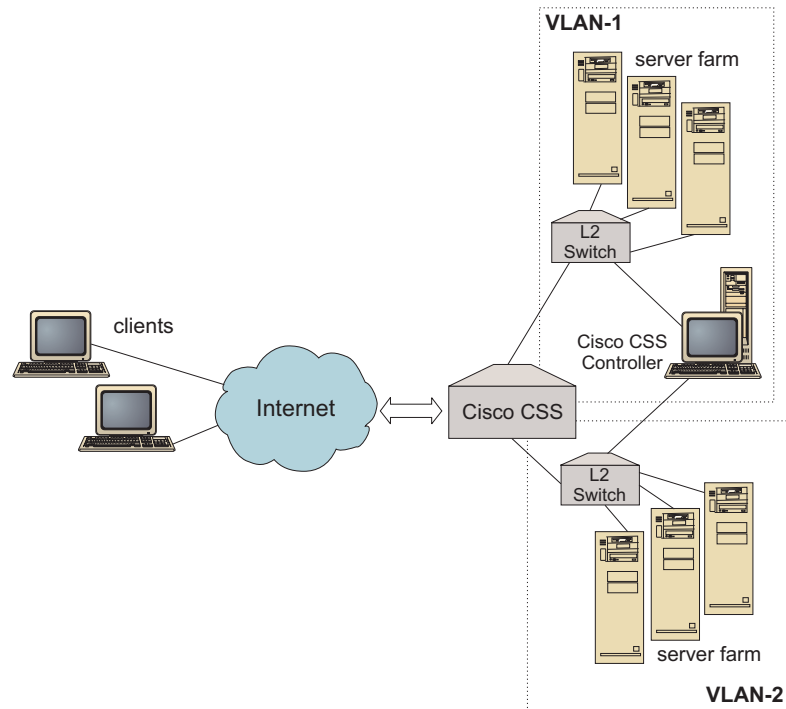 VLAN-1
server farm
L2
Switch
clients
Cisco CSS
Controller
Internet
Cisco CSS
L2
Switch
server farm
VLAN-2